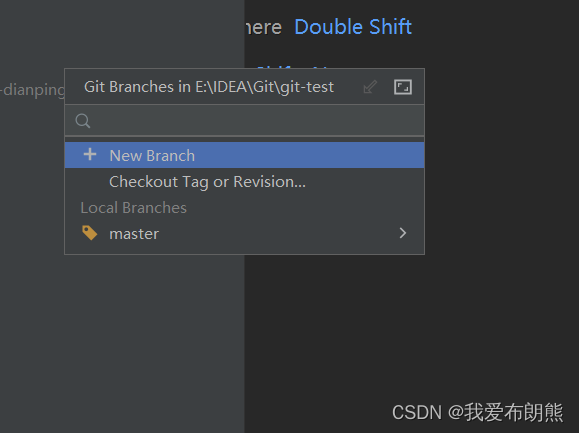 here Double Shift
-dianping
Git Branches in E:\IDEA\Git\git-test
New Branch
Checkout Tag or Revision...
Local Branches
master
CSDN @我爱布朗熊